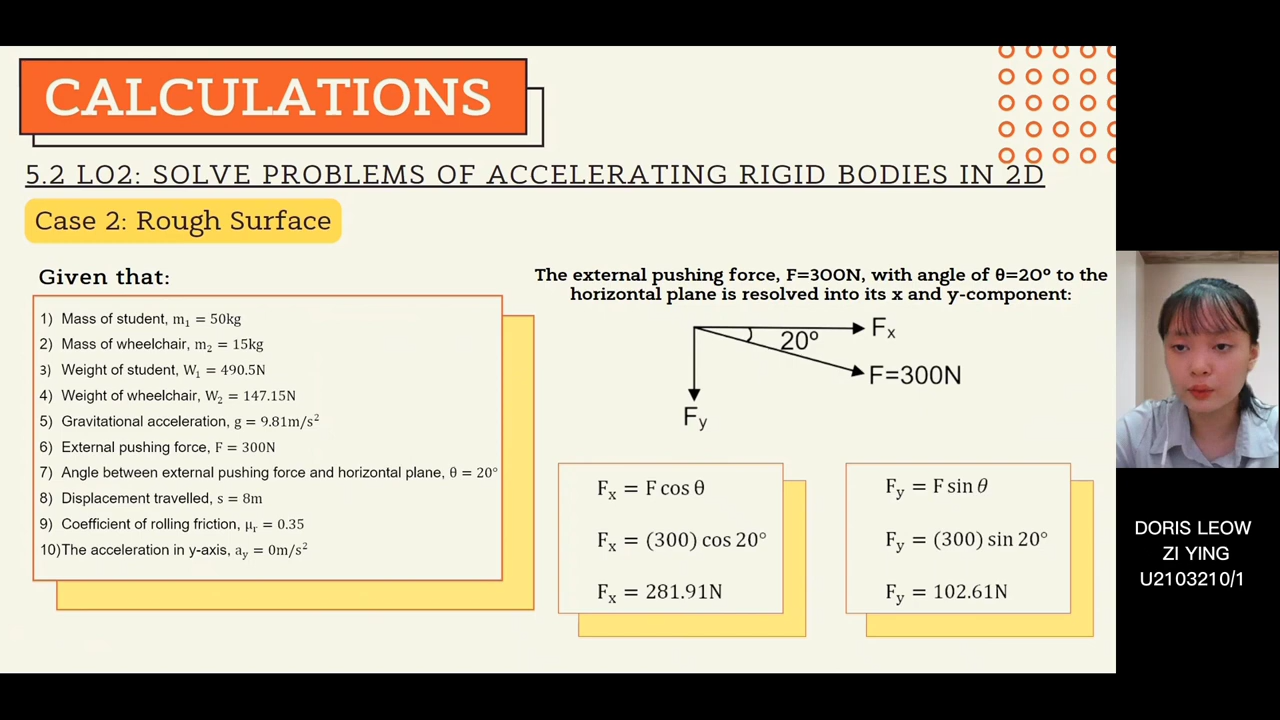 CALCULATIONS
5.2 LO2: SOLVE PROBLEMS OF ACCELERATING RIGID BODIES IN 2D
Case 2: Rough Surface
Given that:
1) Mass of student, m₁ = 50kg
2) Mass of wheelchair, m₂ = 15kg
3) Weight of student, W₁ = 490.5N
4) Weight of wheelchair, W₂ = 147.15N
5) Gravitational acceleration, g = 9.81m/s²
6) External pushing force, F = 300N
7) Angle between external pushing force and horizontal plane, θ = 20°
8) Displacement travelled, s = 8m
9) Coefficient of rolling friction, μᵣ = 0.35
10)The acceleration in y-axis, a_y = 0m/s²
The external pushing force, F=300N, with angle of θ=20º to the
horizontal plane is resolved into its x and y-component:
Fₓ
20º
F=300N
F_y
Fₓ = F cos θ
Fₓ = (300) cos 20°
Fₓ = 281.91N
F_y = F sin θ
F_y = (300) sin 20°
F_y = 102.61N
DORIS LEOW
ZI YING
U2103210/1